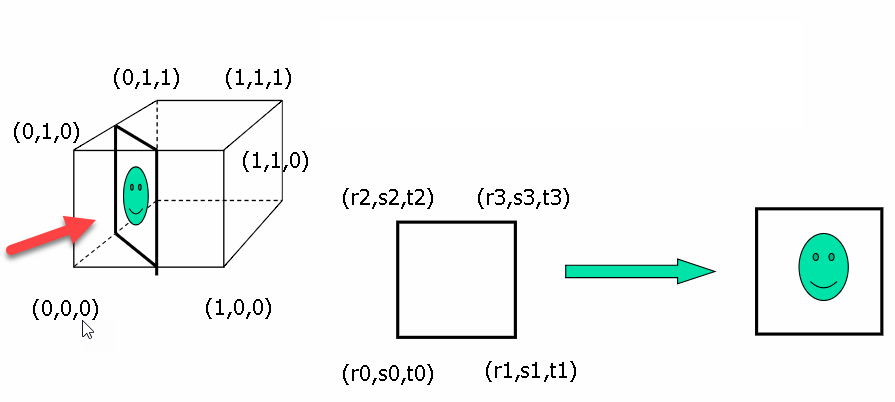 (0,1,1)
(1,1,1)
(0,1,0)
(1,1,0)
(0,0,0)
(1,0,0)
(r2,s2,t2)
(r3,s3,t3)
(r0,s0,t0)
(r1,s1,t1)